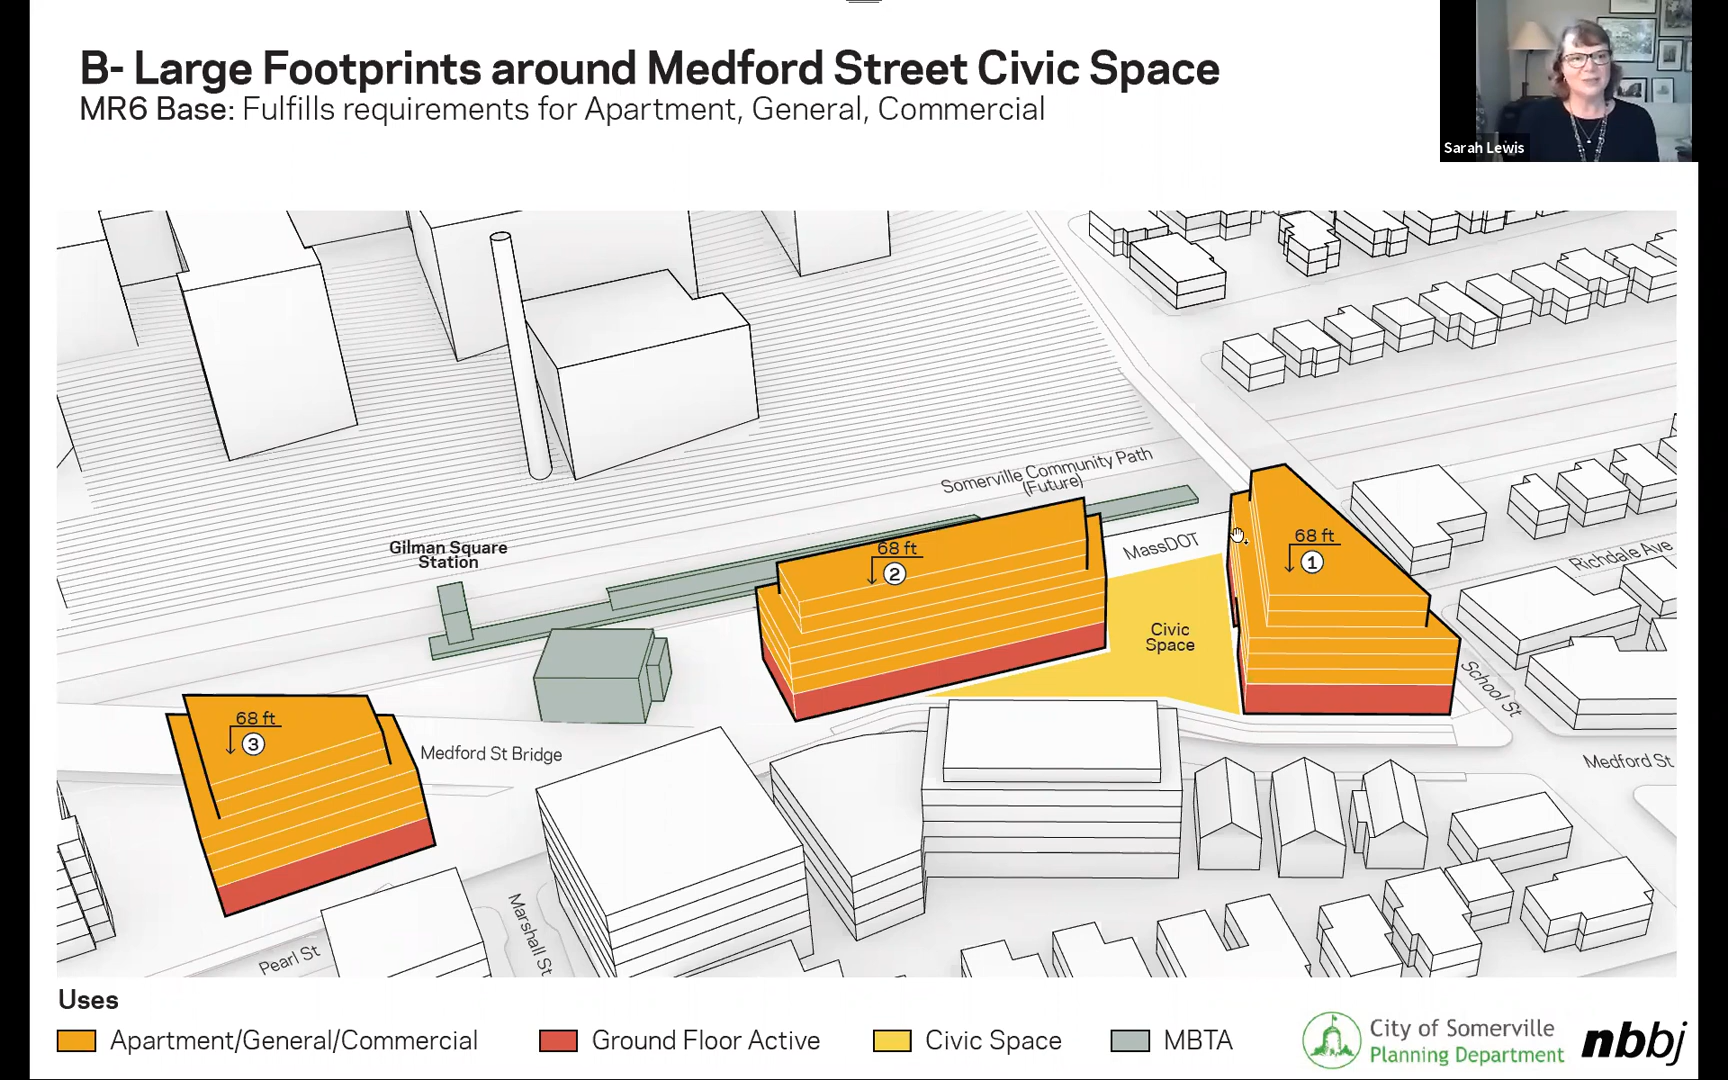 B- Large Footprints around Medford Street Civic Space
MR6 Base: Fulfills requirements for Apartment, General, Commercial
Sarah Lewis
Somerville Community Path
(Future)
Gilman Square
Station
68 ft
2
MassDOT
68 ft
1
Richdale Ave
Civic
Space
School St
68 ft
3
Medford St Bridge
Medford St
Marshall St
Pearl St
Uses
Apartment/General/Commercial
Ground Floor Active
Civic Space
MBTA
City of Somerville
Planning Department
nbbj